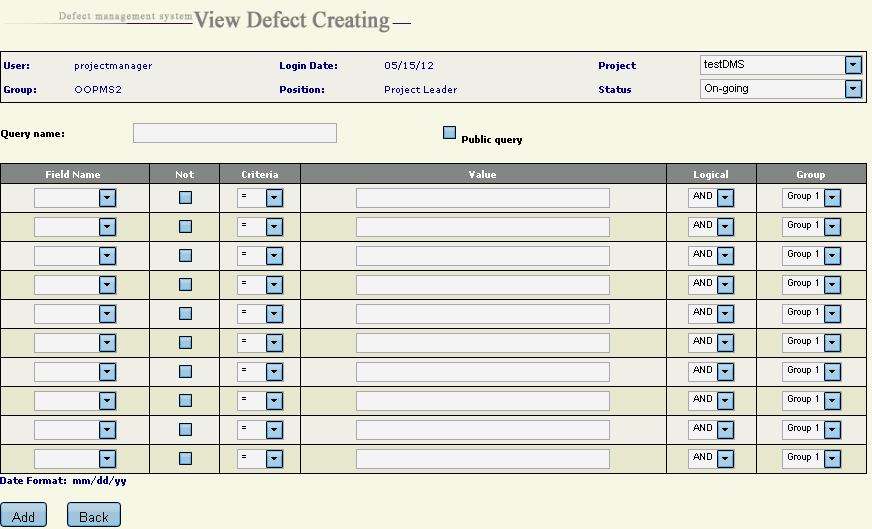 Defect management system View Defect Creating
User: projectmanager Login Date: 05/15/12 Project testDMS
Group: OOPMS2 Position: Project Leader Status On-going
Query name: Public query
Field Name Not Criteria Value Logical Group
= AND Group 1
= AND Group 1
= AND Group 1
= AND Group 1
= AND Group 1
= AND Group 1
= AND Group 1
= AND Group 1
= AND Group 1
= AND Group 1
Date Format: mm/dd/yy
Add Back